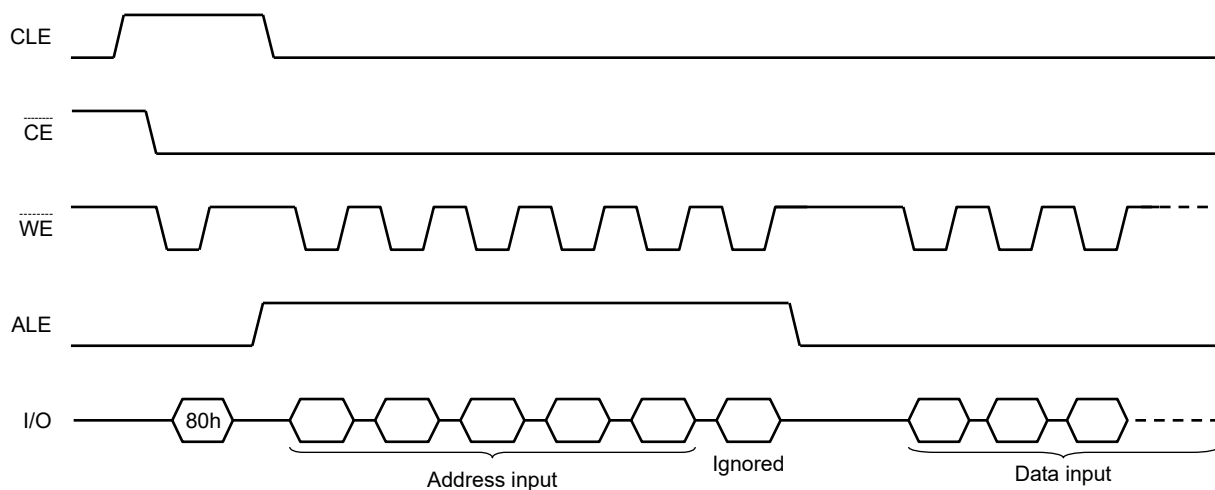 CLE
CE
WE
ALE
I/O
80h
Address input
Ignored
Data input